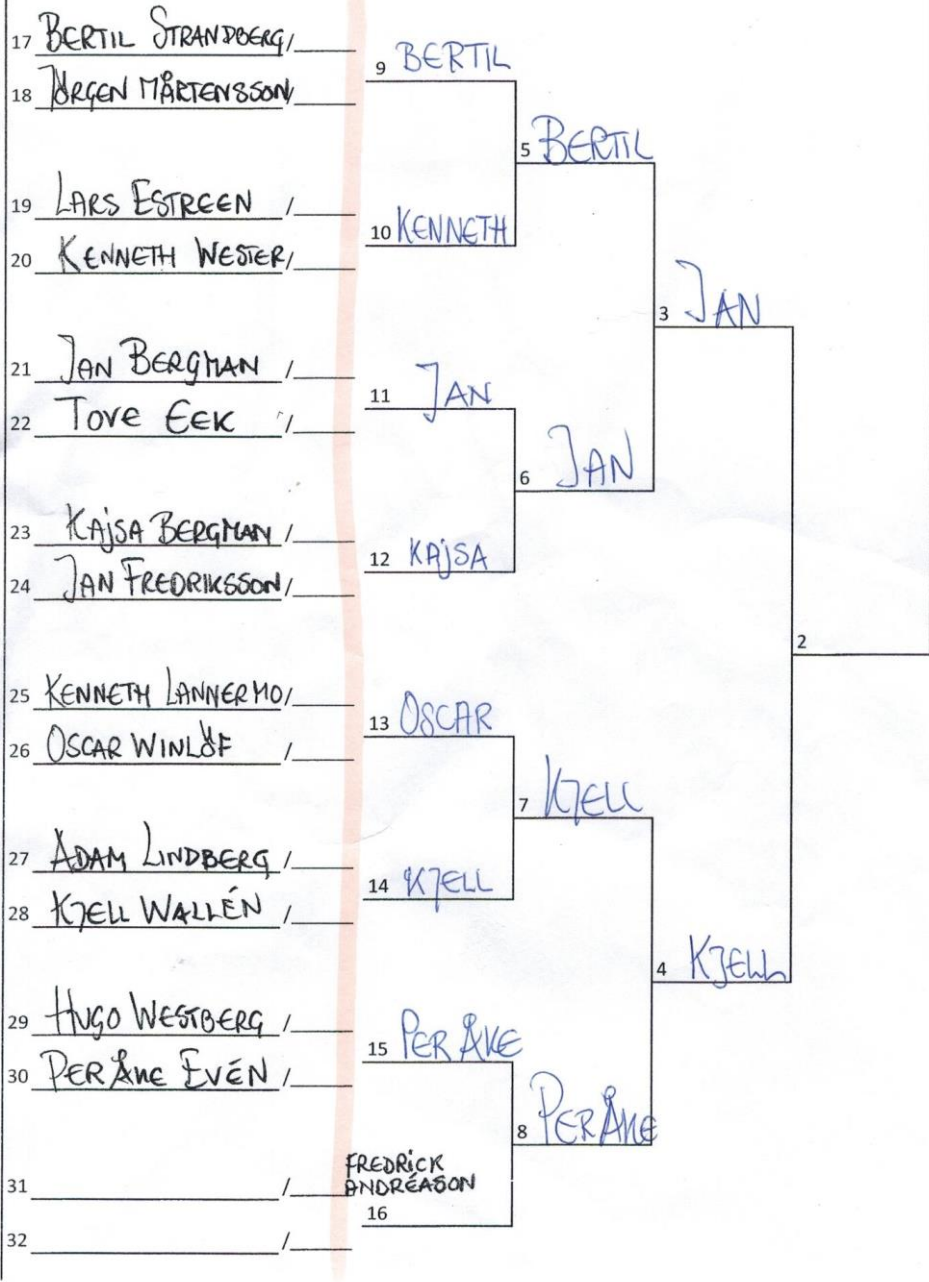 17 BERTIL STRANDBERG/
9 BERTIL
18 JÖRGEN MÅRTENSSON/
5 BERTIL
19 LARS ESTREEN /
10 KENNETH
20 KENNETH WESTER/
3 JAN
21 JAN BERGMAN /
11 JAN
22 TOVE EEK /
6 JAN
23 KAJSA BERGMAN /
12 KAJSA
24 JAN FREDRIKSSON/
2
25 KENNETH LANNERMO/
13 OSCAR
26 OSCAR WINLÖF /
7 KJELL
27 ADAM LINDBERG /
14 KJELL
28 KJELL WALLÉN /
4 KJELL
29 HUGO WESTBERG /
15 PER ÅKE
30 PER ÅKE EVÉN /
8 PER ÅKE
FREDRICK
31 / ANDRÉASON
16
32 /